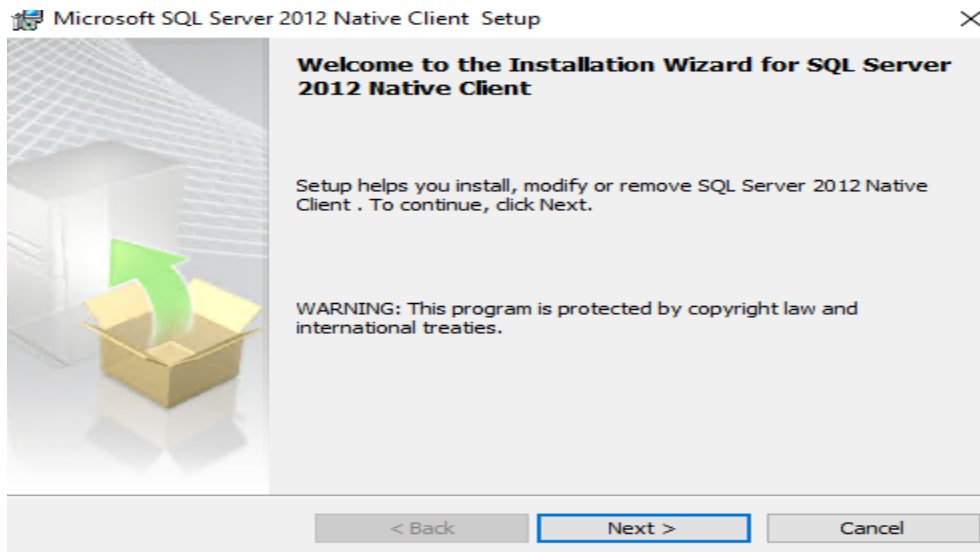 Microsoft SQL Server 2012 Native Client  Setup
Welcome to the Installation Wizard for SQL Server
2012 Native Client
Setup helps you install, modify or remove SQL Server 2012 Native
Client . To continue, click Next.
WARNING: This program is protected by copyright law and
international treaties.
< Back
Next >
Cancel